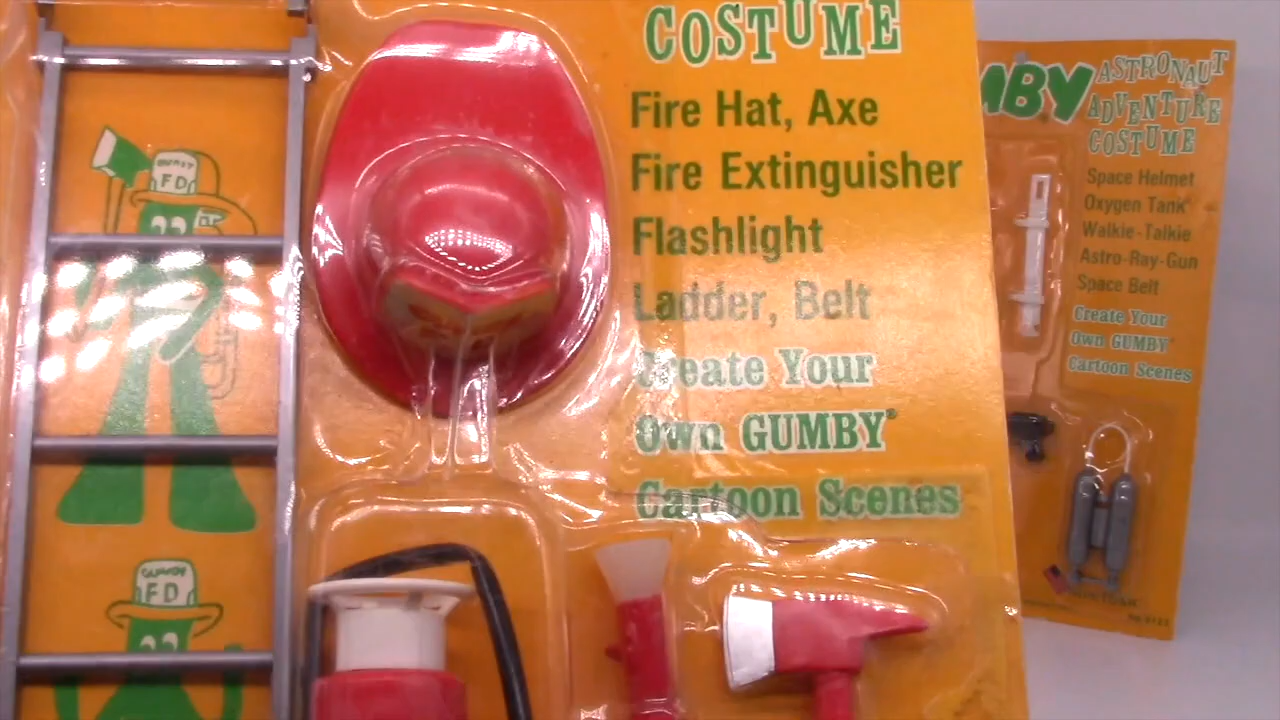 COSTUME
Fire Hat, Axe
Fire Extinguisher
Flashlight
Ladder, Belt
Create Your
Own GUMBY®
Cartoon Scenes
GUMBY
FD
GUMBY
FD
MBY
ASTRONAUT
ADVENTURE
COSTUME
Space Helmet
Oxygen Tank
Walkie-Talkie
Astro-Ray-Gun
Space Belt
Create Your
Own GUMBY
Cartoon Scenes